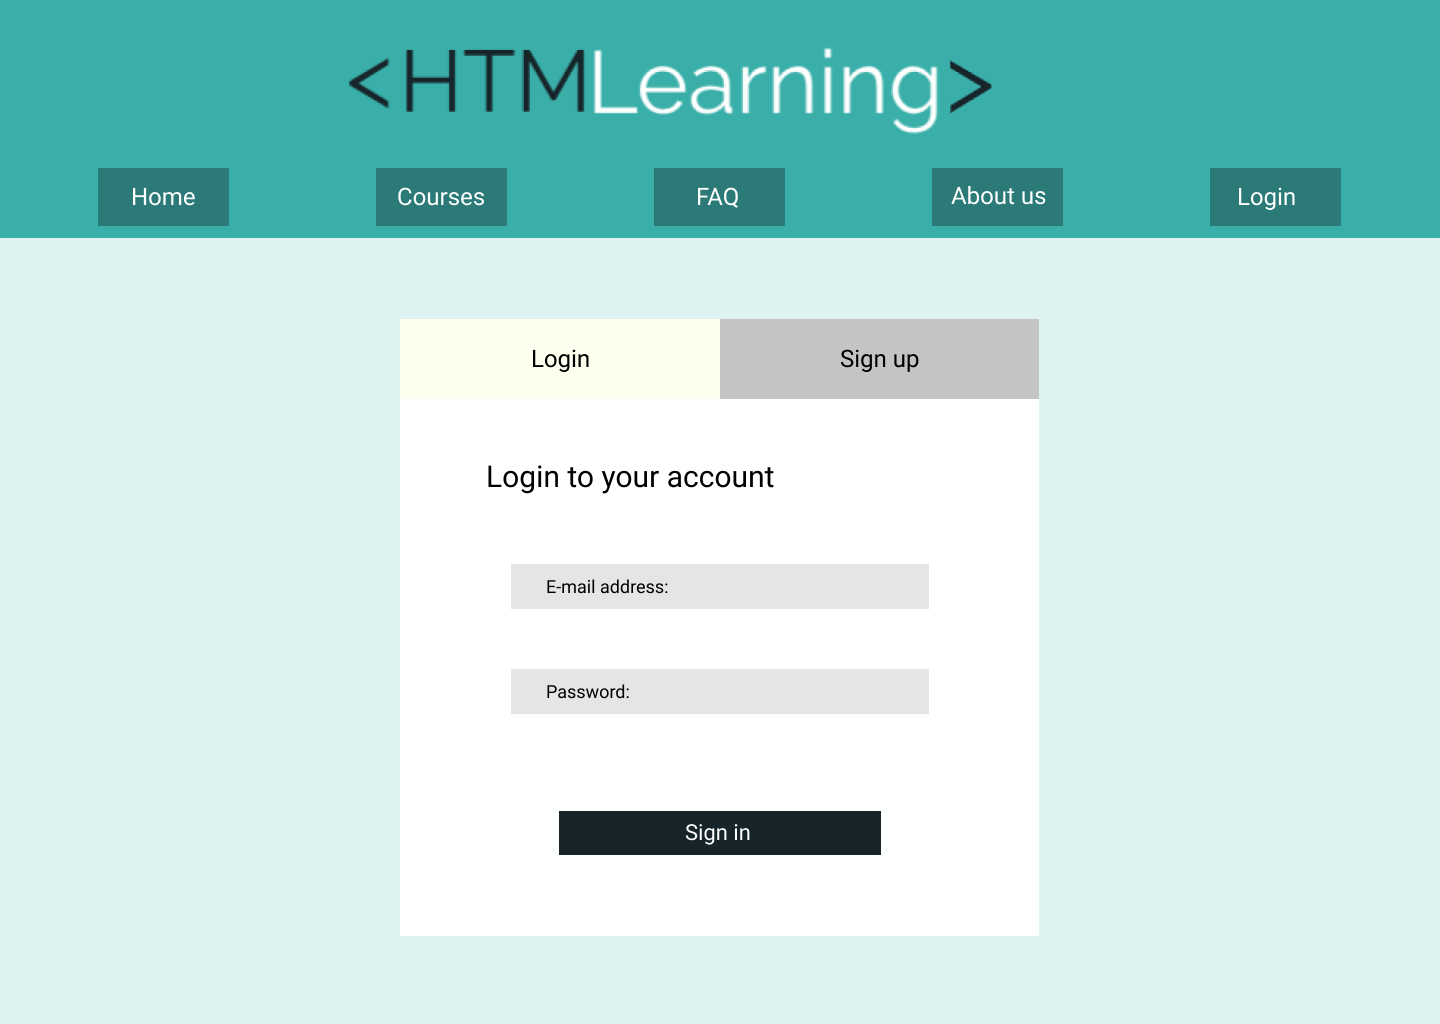 <HTMLearning>
Home Courses FAQ About us Login
Login Sign up
Login to your account
E-mail address:
Password:
Sign in